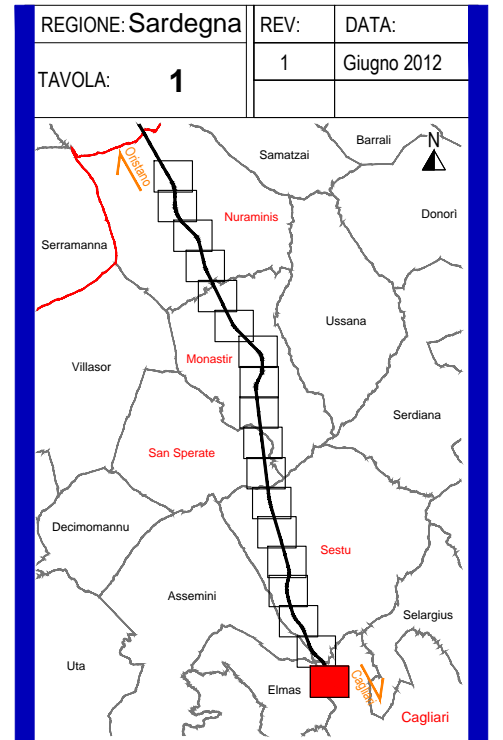 REGIONE: Sardegna
REV:
DATA:
TAVOLA: 1
1
Giugno 2012
Barrali
N
Samatzai
Oristano
Donorì
Nuraminis
Serramanna
Ussana
Monastir
Villasor
Serdiana
San Sperate
Decimomannu
Sestu
Assemini
Selargius
Uta
Elmas
Cagliari
Cagliari